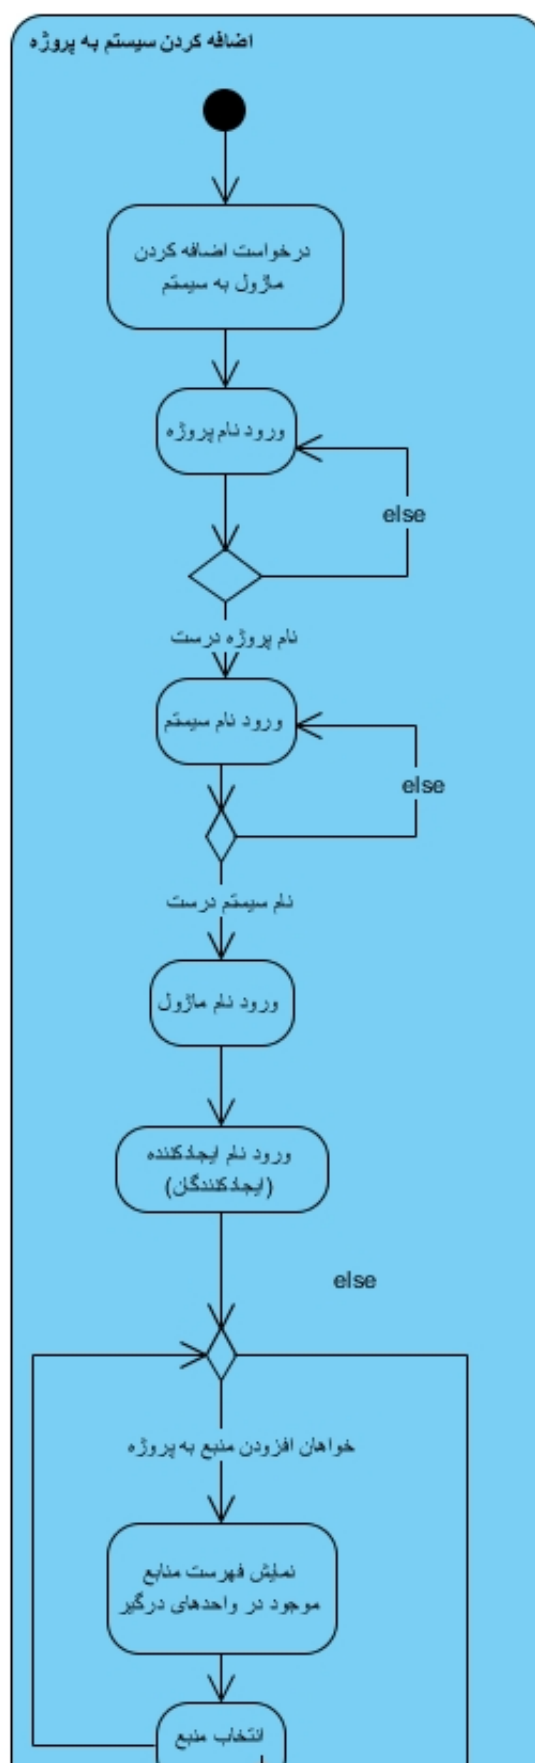 اضافه کردن سیستم به پروژه
درخواست اضافه کردن
ماژول به سیستم
ورود نام پروژه
else
نام پروژه درست
ورود نام سیستم
else
نام سیستم درست
ورود نام ماژول
ورود نام ایجادکننده
(ایجادکنندگان)
else
خواهان افزودن منبع به پروژه
نمایش فهرست منابع
موجود در واحدهای درگیر
انتخاب منبع